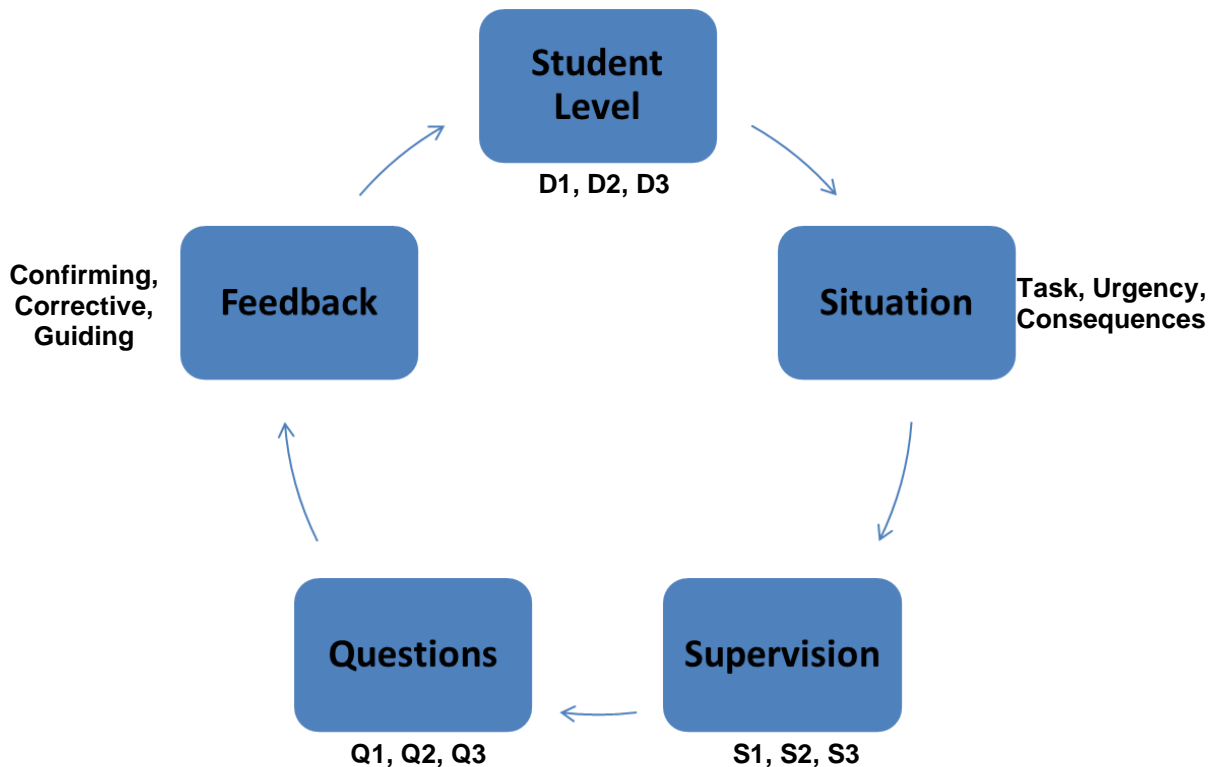 Student
Level
D1, D2, D3
Situation
Task, Urgency,
Consequences
Supervision
S1, S2, S3
Questions
Q1, Q2, Q3
Feedback
Confirming,
Corrective,
Guiding